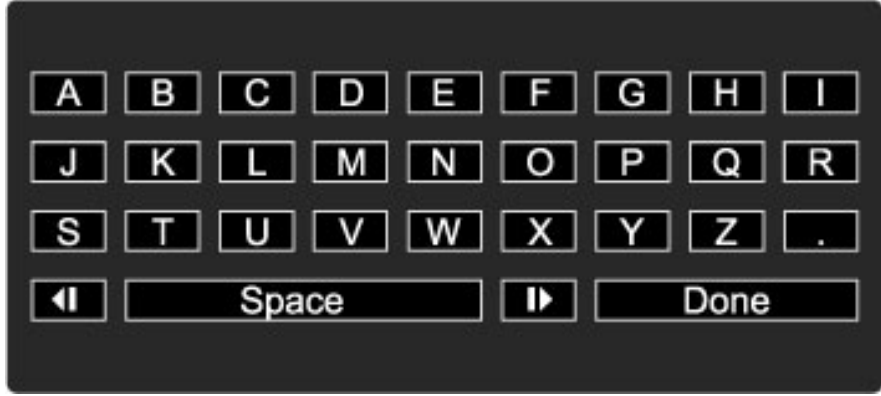 A B C D E F G H I
J K L M N O P Q R
S T U V W X Y Z .
Space Done